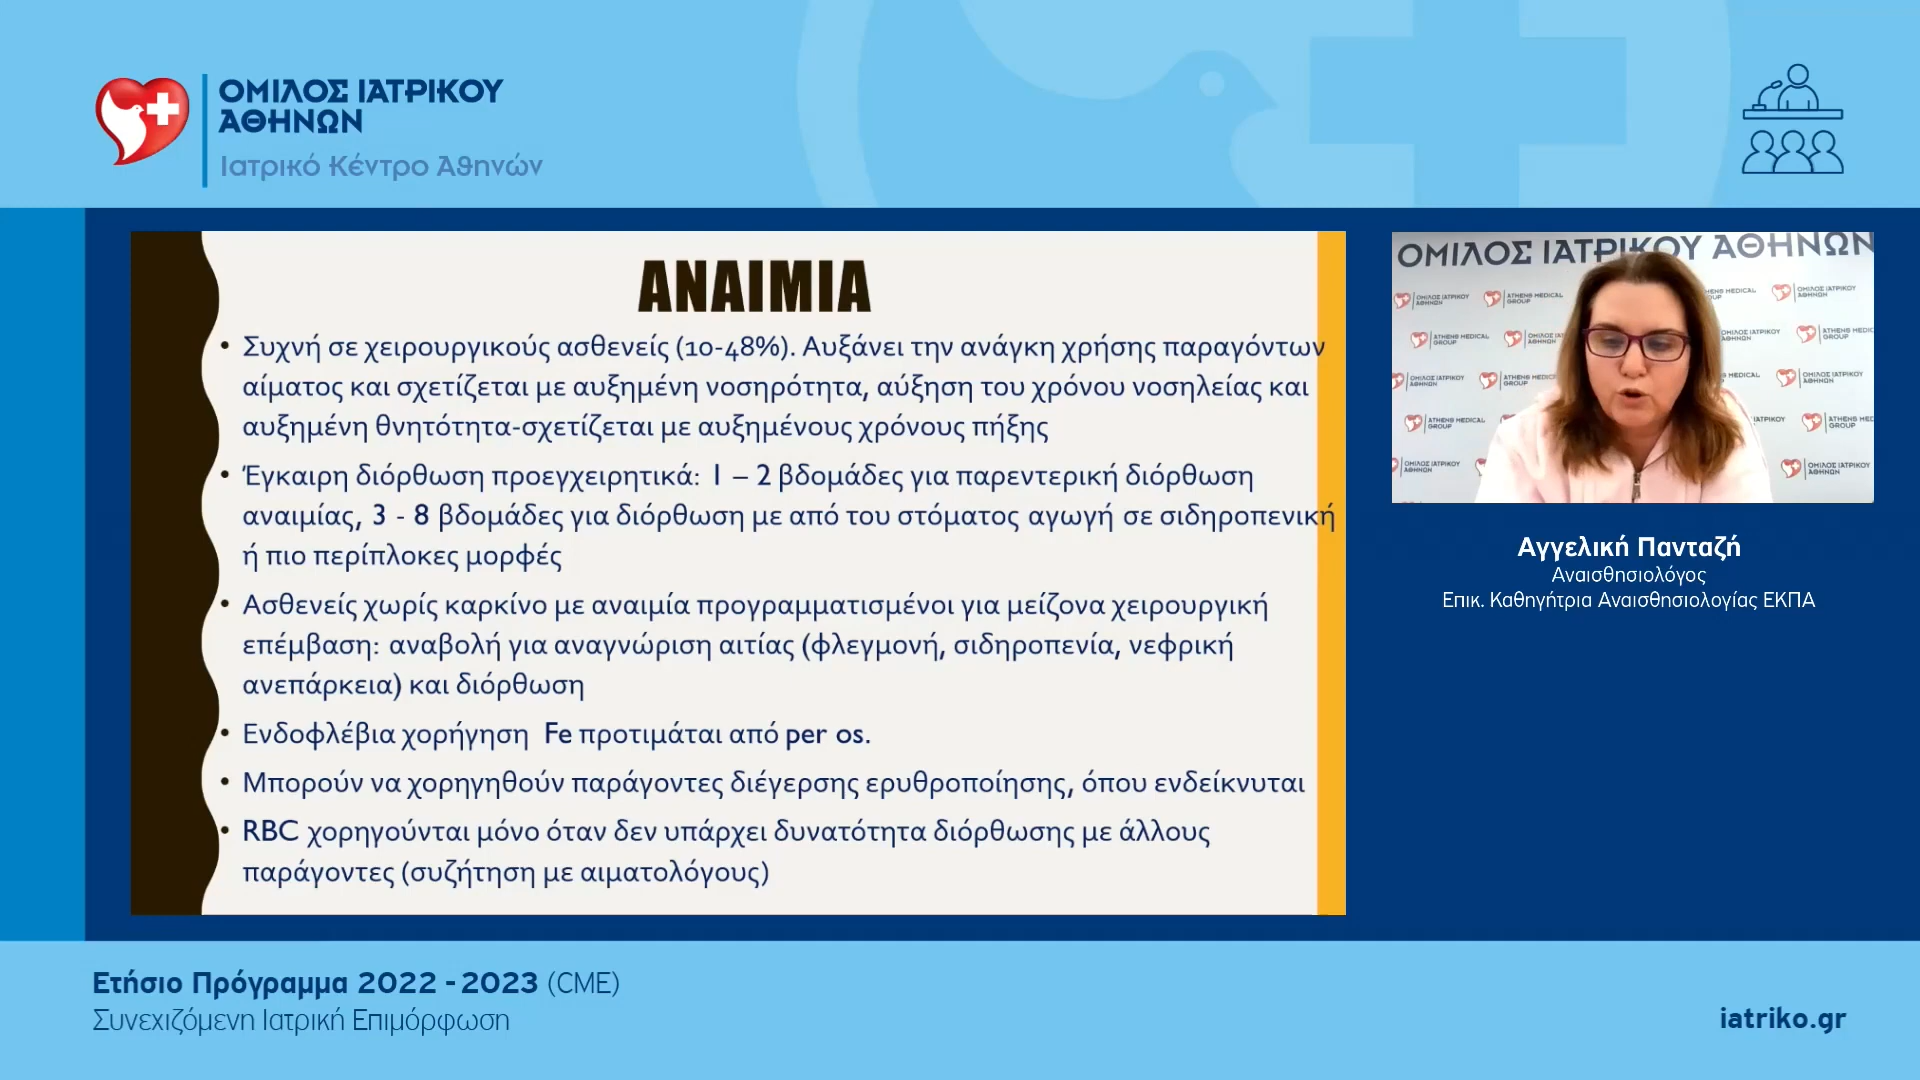 ΟΜΙΛΟΣ ΙΑΤΡΙΚΟΥ
ΑΘΗΝΩΝ
Ιατρικό Κέντρο Αθηνών
ΑΝΑΙΜΙΑ
• Συχνή σε χειρουργικούς ασθενείς (10-48%). Αυξάνει την ανάγκη χρήσης παραγόντων
αίματος και σχετίζεται με αυξημένη νοσηρότητα, αύξηση του χρόνου νοσηλείας και
αυξημένη θνητότητα-σχετίζεται με αυξημένους χρόνους πήξης
• Έγκαιρη διόρθωση προεγχειρητικά: 1 – 2 βδομάδες για παρεντερική διόρθωση
αναιμίας, 3 - 8 βδομάδες για διόρθωση με από του στόματος αγωγή σε σιδηροπενική
ή πιο περίπλοκες μορφές
• Ασθενείς χωρίς καρκίνο με αναιμία προγραμματισμένοι για μείζονα χειρουργική
επέμβαση: αναβολή για αναγνώριση αιτίας (φλεγμονή, σιδηροπενία, νεφρική
ανεπάρκεια) και διόρθωση
• Ενδοφλέβια χορήγηση Fe προτιμάται από per os.
• Μπορούν να χορηγηθούν παράγοντες διέγερσης ερυθροποίησης, όπου ενδείκνυται
• RBC χορηγούνται μόνο όταν δεν υπάρχει δυνατότητα διόρθωσης με άλλους
παράγοντες (συζήτηση με αιματολόγους)
ΟΜΙΛΟΣ ΙΑΤΡΙΚΟΥ ΑΘΗΝΩΝ
ΟΜΙΛΟΣ ΙΑΤΡΙΚΟΥ ΑΘΗΝΩΝ
ATHENS MEDICAL GROUP
Αγγελική Πανταζή
Αναισθησιολόγος
Επικ. Καθηγήτρια Αναισθησιολογίας ΕΚΠΑ
Ετήσιο Πρόγραμμα 2022 - 2023 (CME)
Συνεχιζόμενη Ιατρική Επιμόρφωση
iatriko.gr